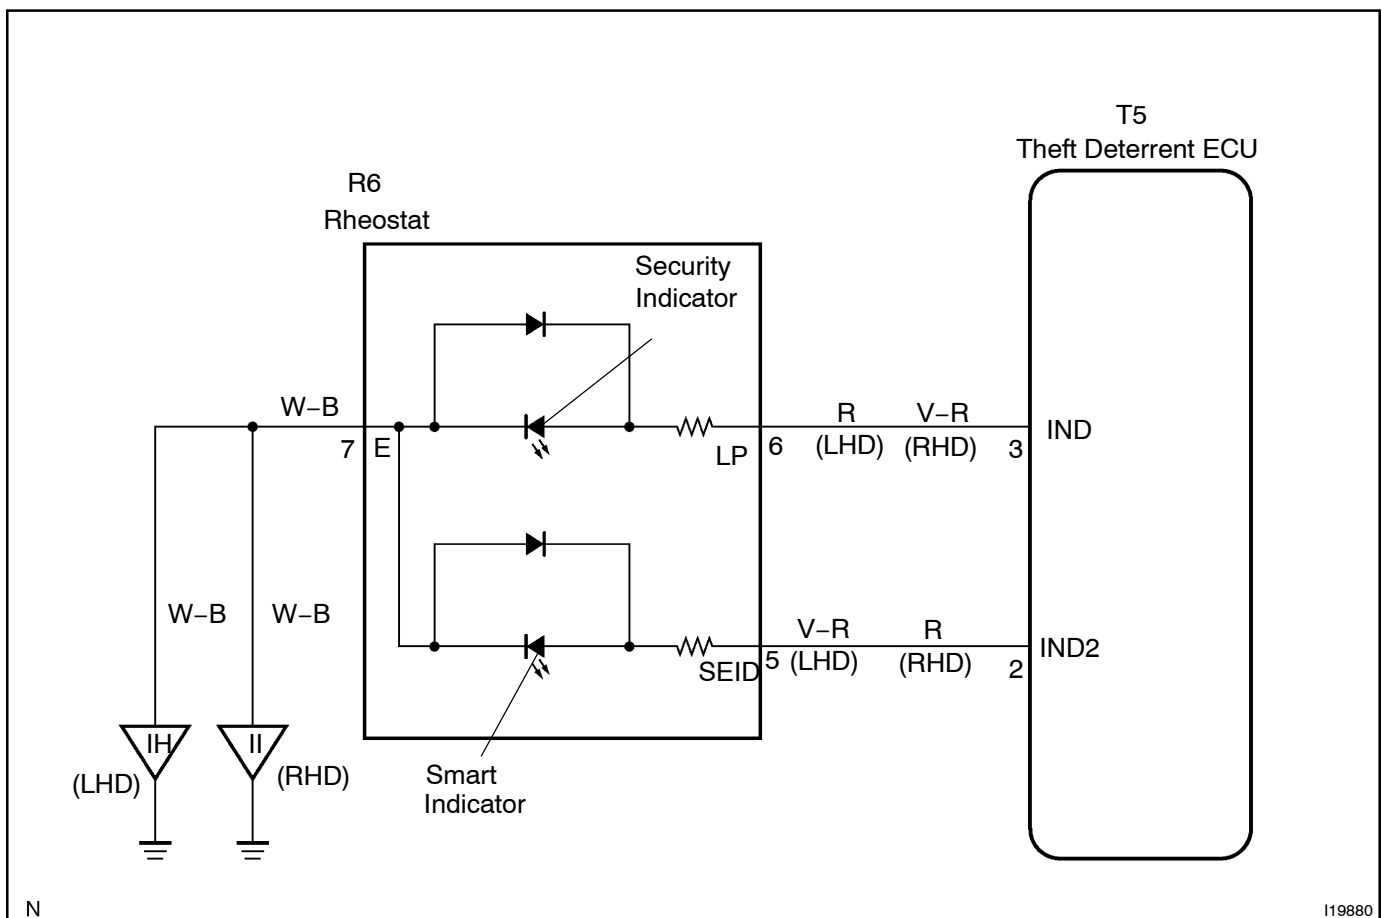 T5
Theft Deterrent ECU
R6
Rheostat
Security
Indicator
W−B
7
E
LP
6
R
(LHD)
V−R
(RHD)
3
IND
W−B
W−B
SEID
5
V−R
(LHD)
R
(RHD)
2
IND2
IH
(LHD)
II
(RHD)
Smart
Indicator
N
I19880